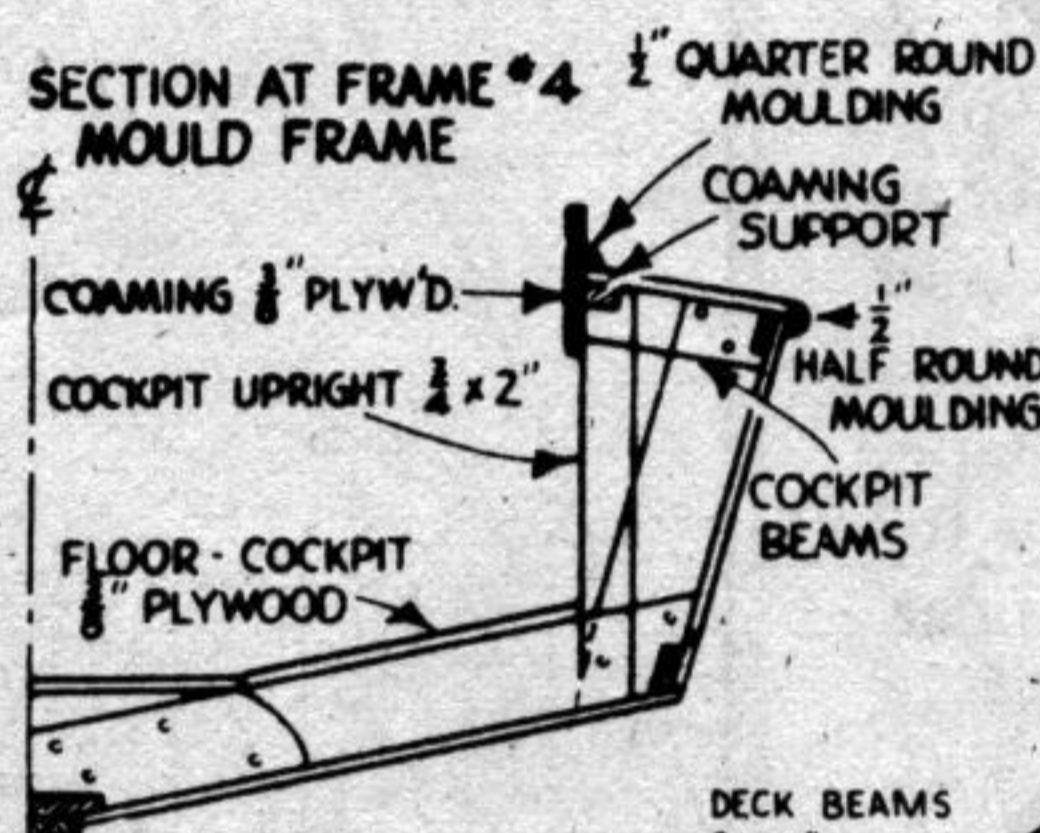 SECTION AT FRAME #4
MOULD FRAME
℄
1/2" QUARTER ROUND
MOULDING
COAMING
SUPPORT
COAMING 3/8" PLYW'D.
1/2"
HALF ROUND
MOULDING
COCKPIT UPRIGHT 3/4 x 2"
COCKPIT
BEAMS
FLOOR - COCKPIT
3/8" PLYWOOD
DECK BEAMS